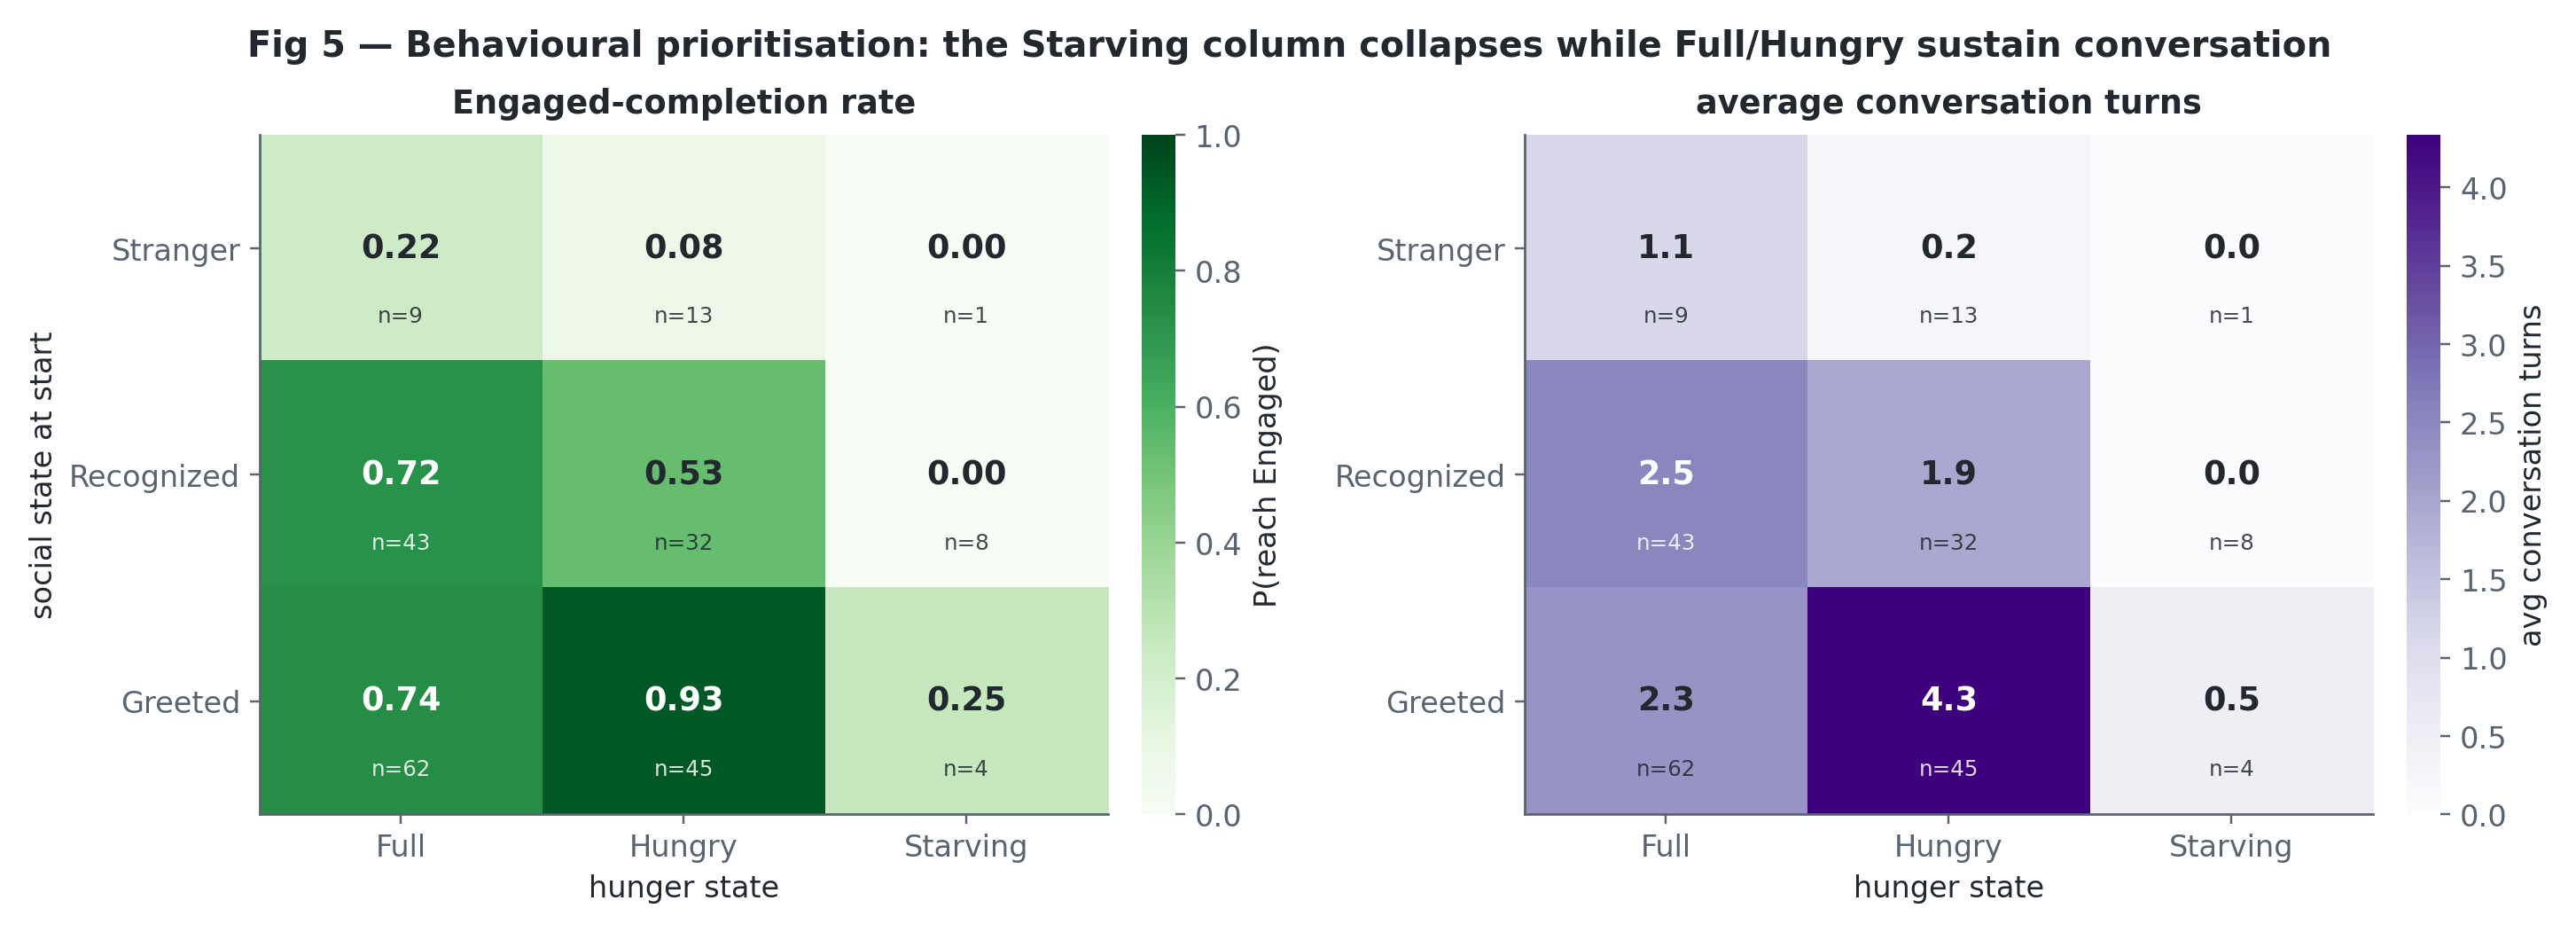 Fig 5 — Behavioural prioritisation: the Starving column collapses while Full/Hungry sustain conversation
Engaged-completion rate
social state at start
Stranger
Recognized
Greeted
0.22
n=9
0.08
n=13
0.00
n=1
0.72
n=43
0.53
n=32
0.00
n=8
0.74
n=62
0.93
n=45
0.25
n=4
Full
Hungry
Starving
hunger state
1.0
0.8
0.6
0.4
0.2
0.0
P(reach Engaged)
average conversation turns
Stranger
Recognized
Greeted
1.1
n=9
0.2
n=13
0.0
n=1
2.5
n=43
1.9
n=32
0.0
n=8
2.3
n=62
4.3
n=45
0.5
n=4
Full
Hungry
Starving
hunger state
4.0
3.5
3.0
2.5
2.0
1.5
1.0
0.5
0.0
avg conversation turns